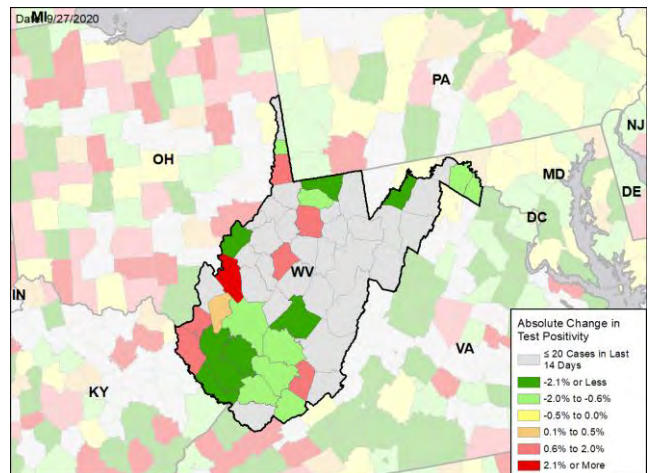 Date: 9/27/2020
MI
PA
NJ
OH
MD
DE
DC
WV
IN
VA
KY
Absolute Change in
Test Positivity
≤ 20 Cases in Last
14 Days
-2.1% or Less
-2.0% to -0.6%
-0.5% to 0.0%
0.1% to 0.5%
0.6% to 2.0%
2.1% or More